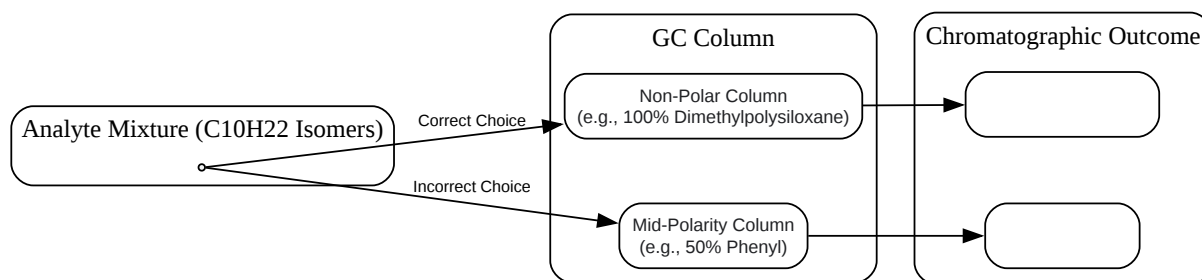 GC Column
Chromatographic Outcome
Analyte Mixture (C10H22 Isomers)
Correct Choice
Incorrect Choice
Non-Polar Column
(e.g., 100% Dimethylpolysiloxane)
Mid-Polarity Column
(e.g., 50% Phenyl)